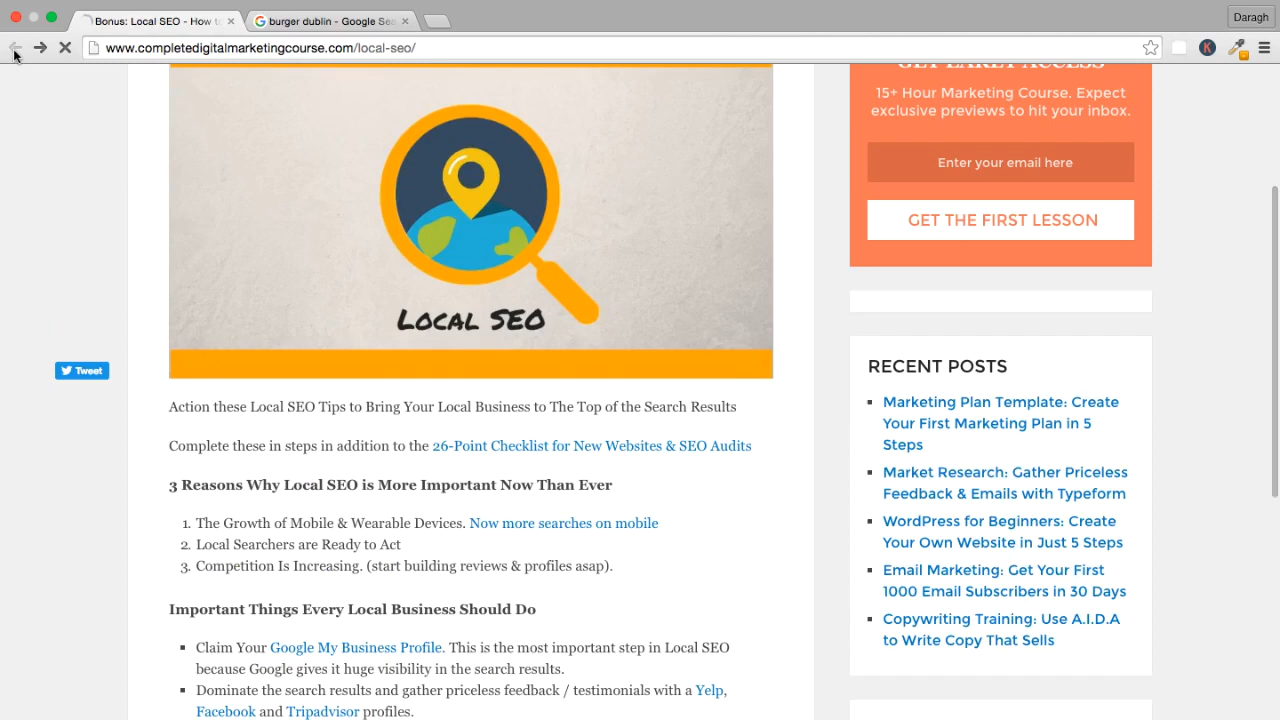 Bonus: Local SEO - How to
burger dublin - Google Sea
Daragh
www.completedigitalmarketingcourse.com/local-seo/
Local SEO
Tweet
Action these Local SEO Tips to Bring Your Local Business to The Top of the Search Results
Complete these in steps in addition to the 26-Point Checklist for New Websites & SEO Audits
3 Reasons Why Local SEO is More Important Now Than Ever
1. The Growth of Mobile & Wearable Devices. Now more searches on mobile
2. Local Searchers are Ready to Act
3. Competition Is Increasing. (start building reviews & profiles asap).
Important Things Every Local Business Should Do
Claim Your Google My Business Profile. This is the most important step in Local SEO
because Google gives it huge visibility in the search results.
Dominate the search results and gather priceless feedback / testimonials with a Yelp,
Facebook and Tripadvisor profiles.
GET EARLY ACCESS
15+ Hour Marketing Course. Expect
exclusive previews to hit your inbox.
Enter your email here
GET THE FIRST LESSON
RECENT POSTS
Marketing Plan Template: Create
Your First Marketing Plan in 5
Steps
Market Research: Gather Priceless
Feedback & Emails with Typeform
WordPress for Beginners: Create
Your Own Website in Just 5 Steps
Email Marketing: Get Your First
1000 Email Subscribers in 30 Days
Copywriting Training: Use A.I.D.A
to Write Copy That Sells